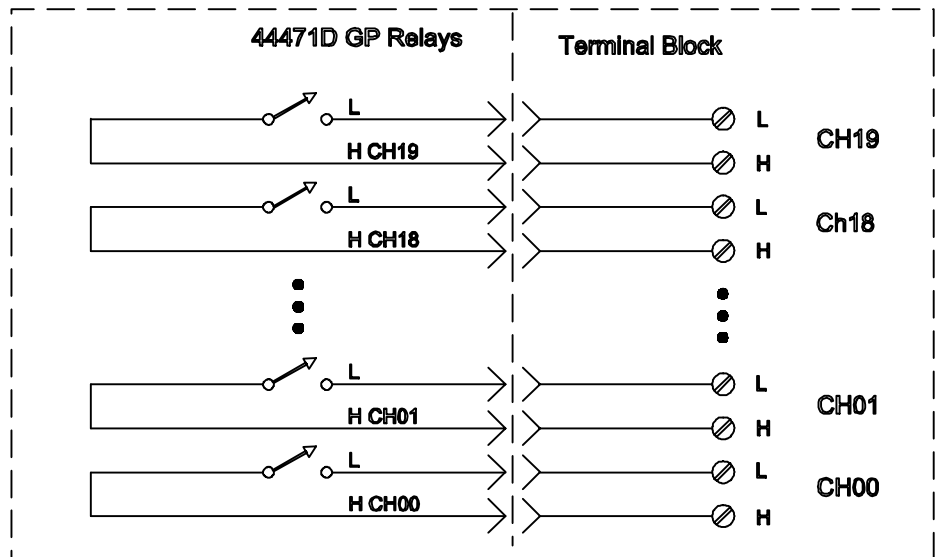 44471D GP Relays
Terminal Block
L
L
CH19
H CH19
H
L
L
Ch18
H CH18
H
L
L
CH01
H CH01
H
L
L
CH00
H CH00
H